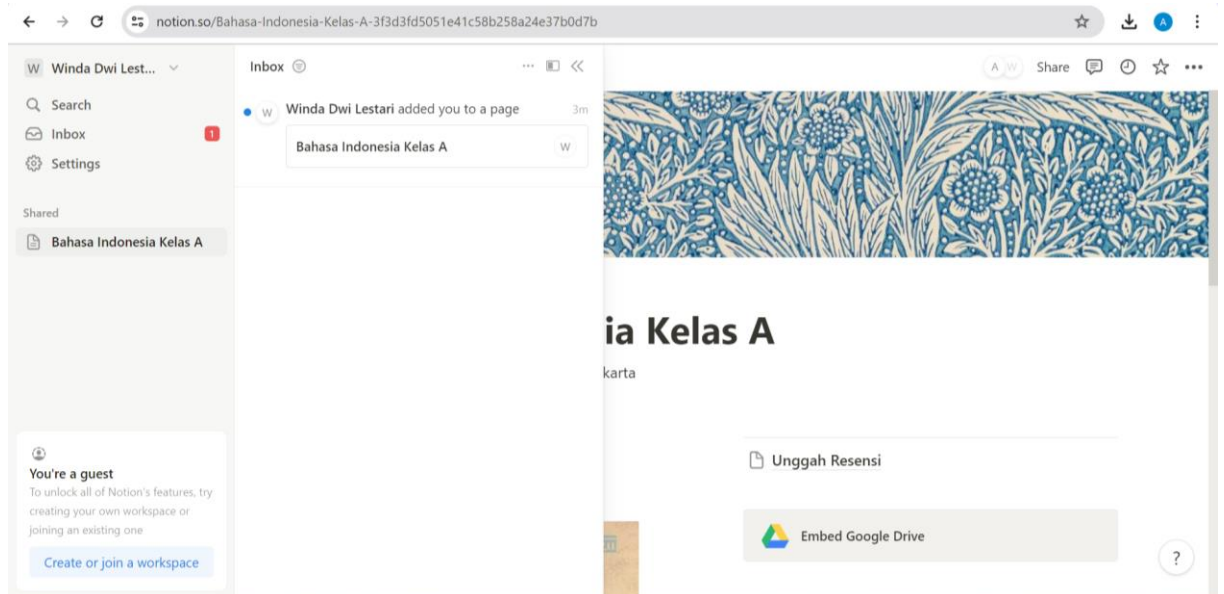 notion.so/Bahasa-Indonesia-Kelas-A-3f3d3fd5051e41c58b258a24e37b0d7b
A
W Winda Dwi Lest...
Search
Inbox 1
Settings
Shared
Bahasa Indonesia Kelas A
You're a guest
To unlock all of Notion's features, try
creating your own workspace or
joining an existing one
Create or join a workspace
Inbox
W Winda Dwi Lestari added you to a page 3m
Bahasa Indonesia Kelas A W
A W Share
ia Kelas A
karta
Unggah Resensi
Embed Google Drive
?